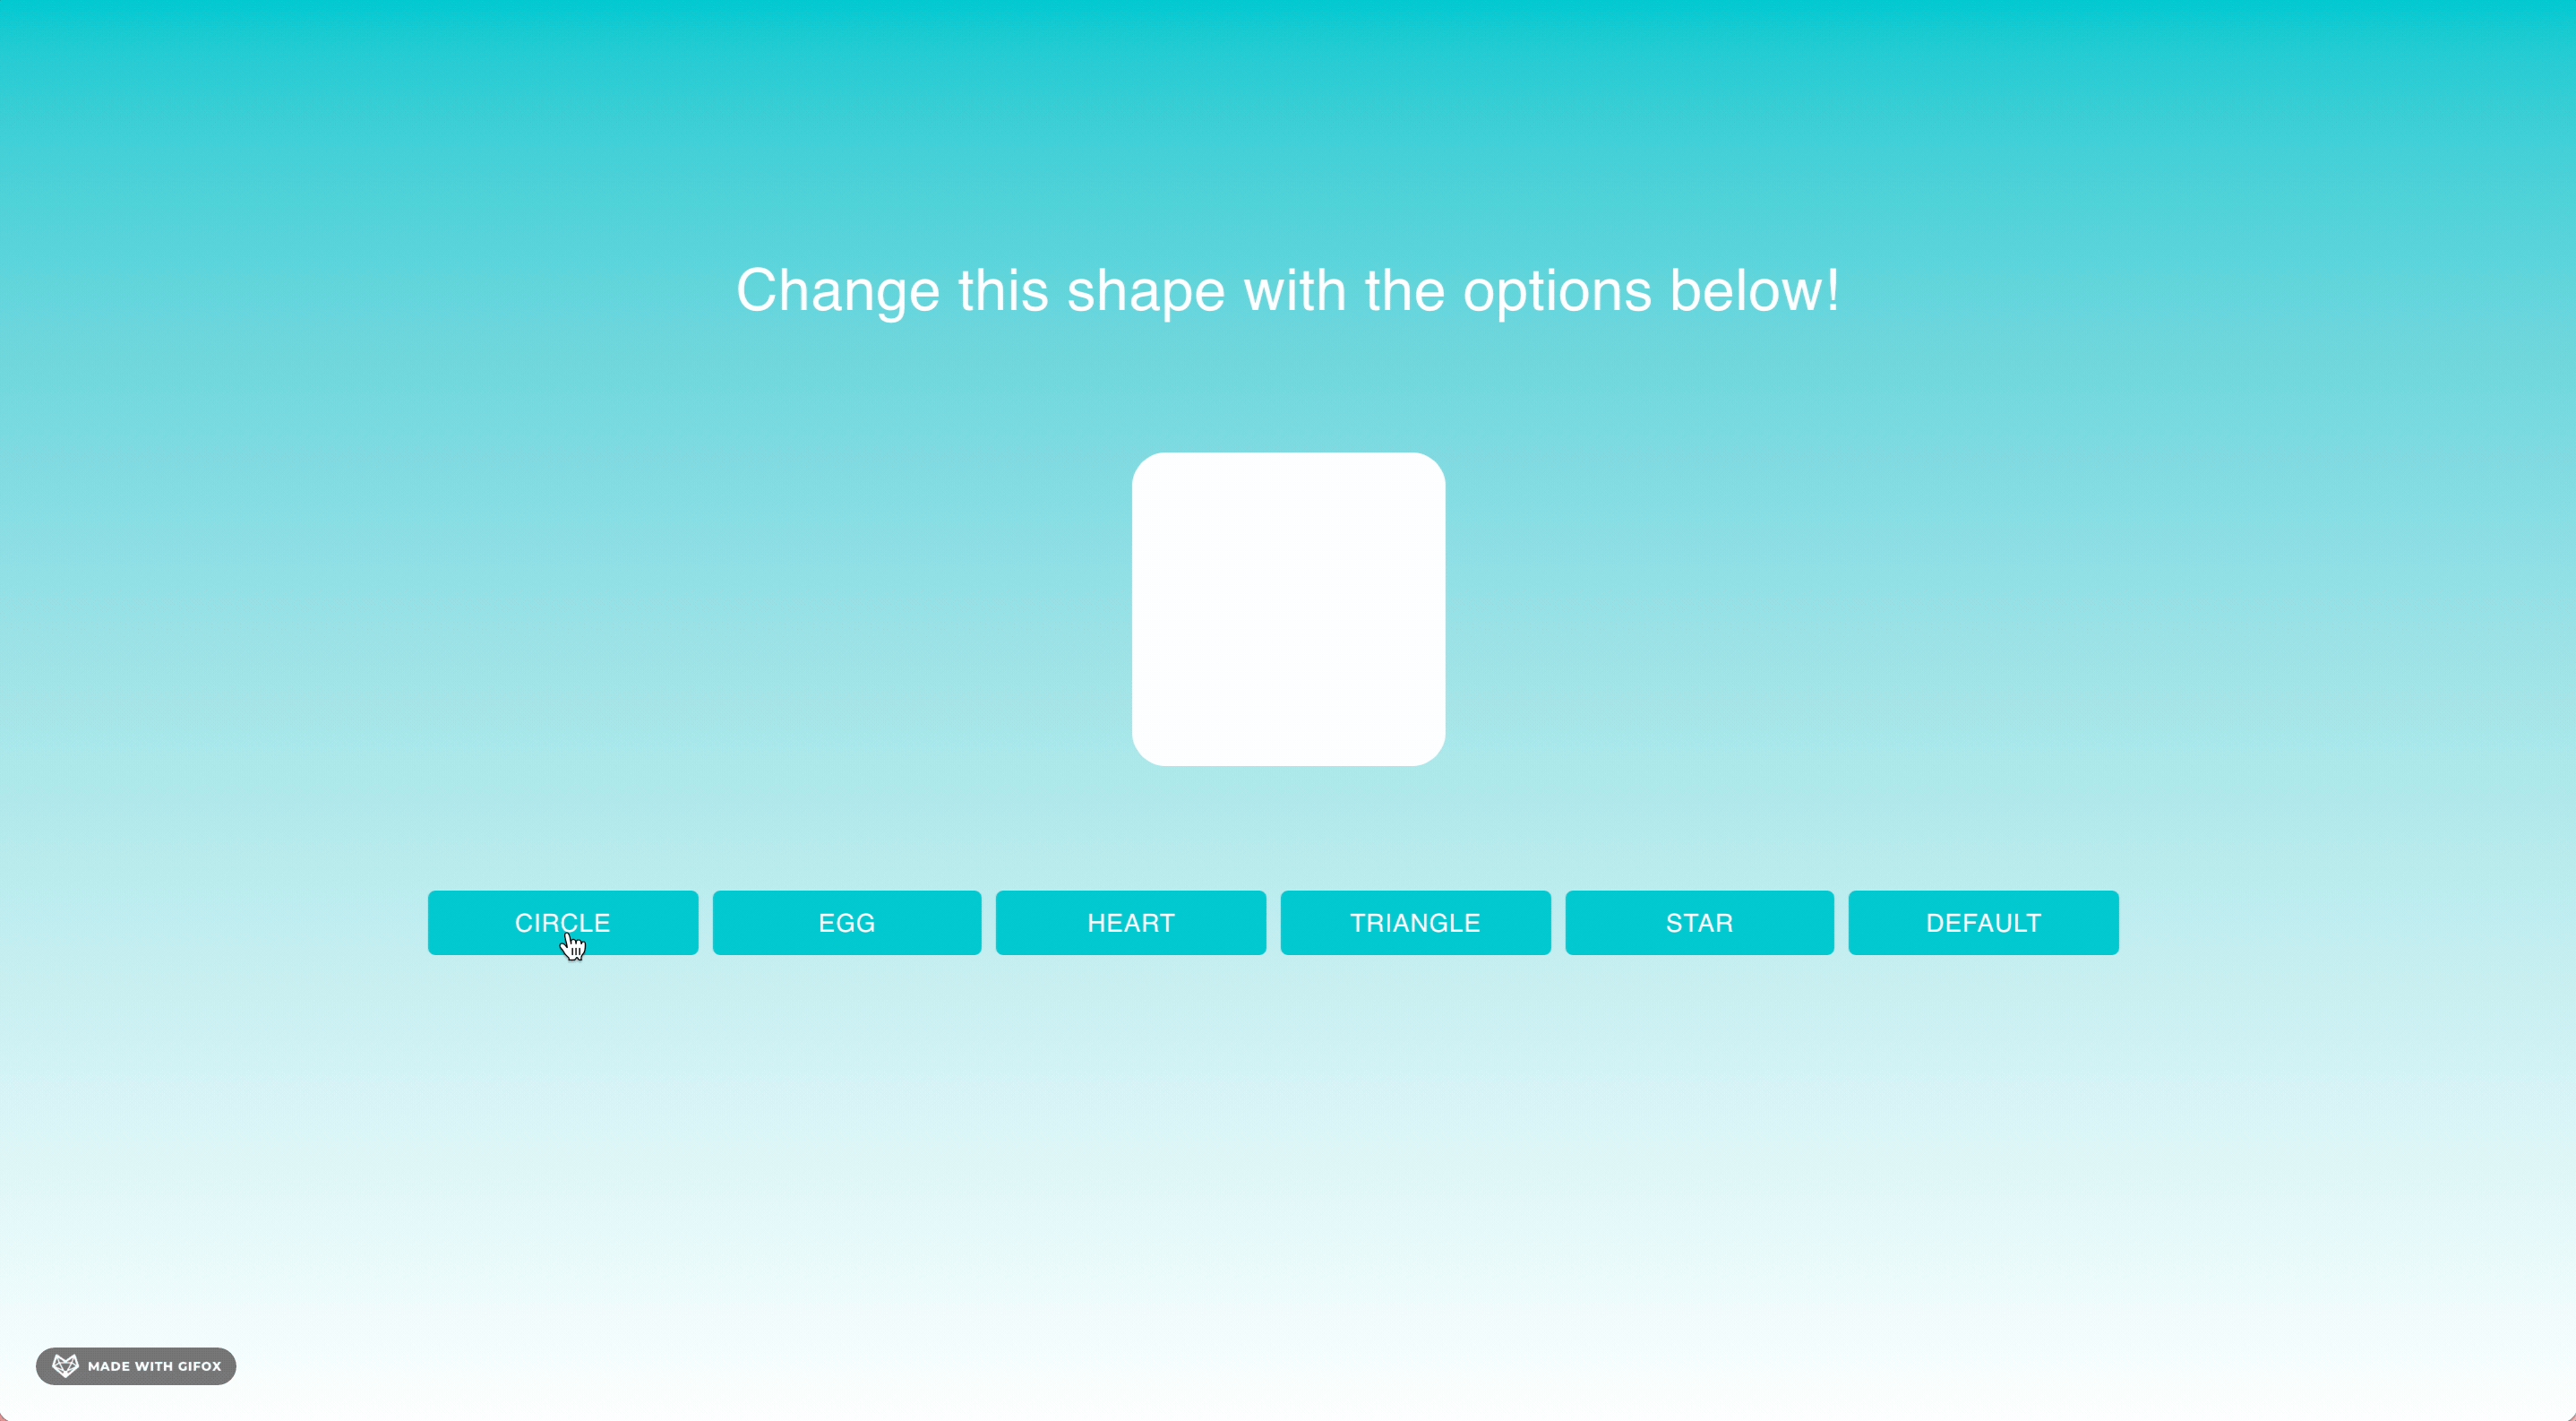 Change this shape with the options below!
CIRCLE EGG HEART TRIANGLE STAR DEFAULT
MADE WITH GIFOX